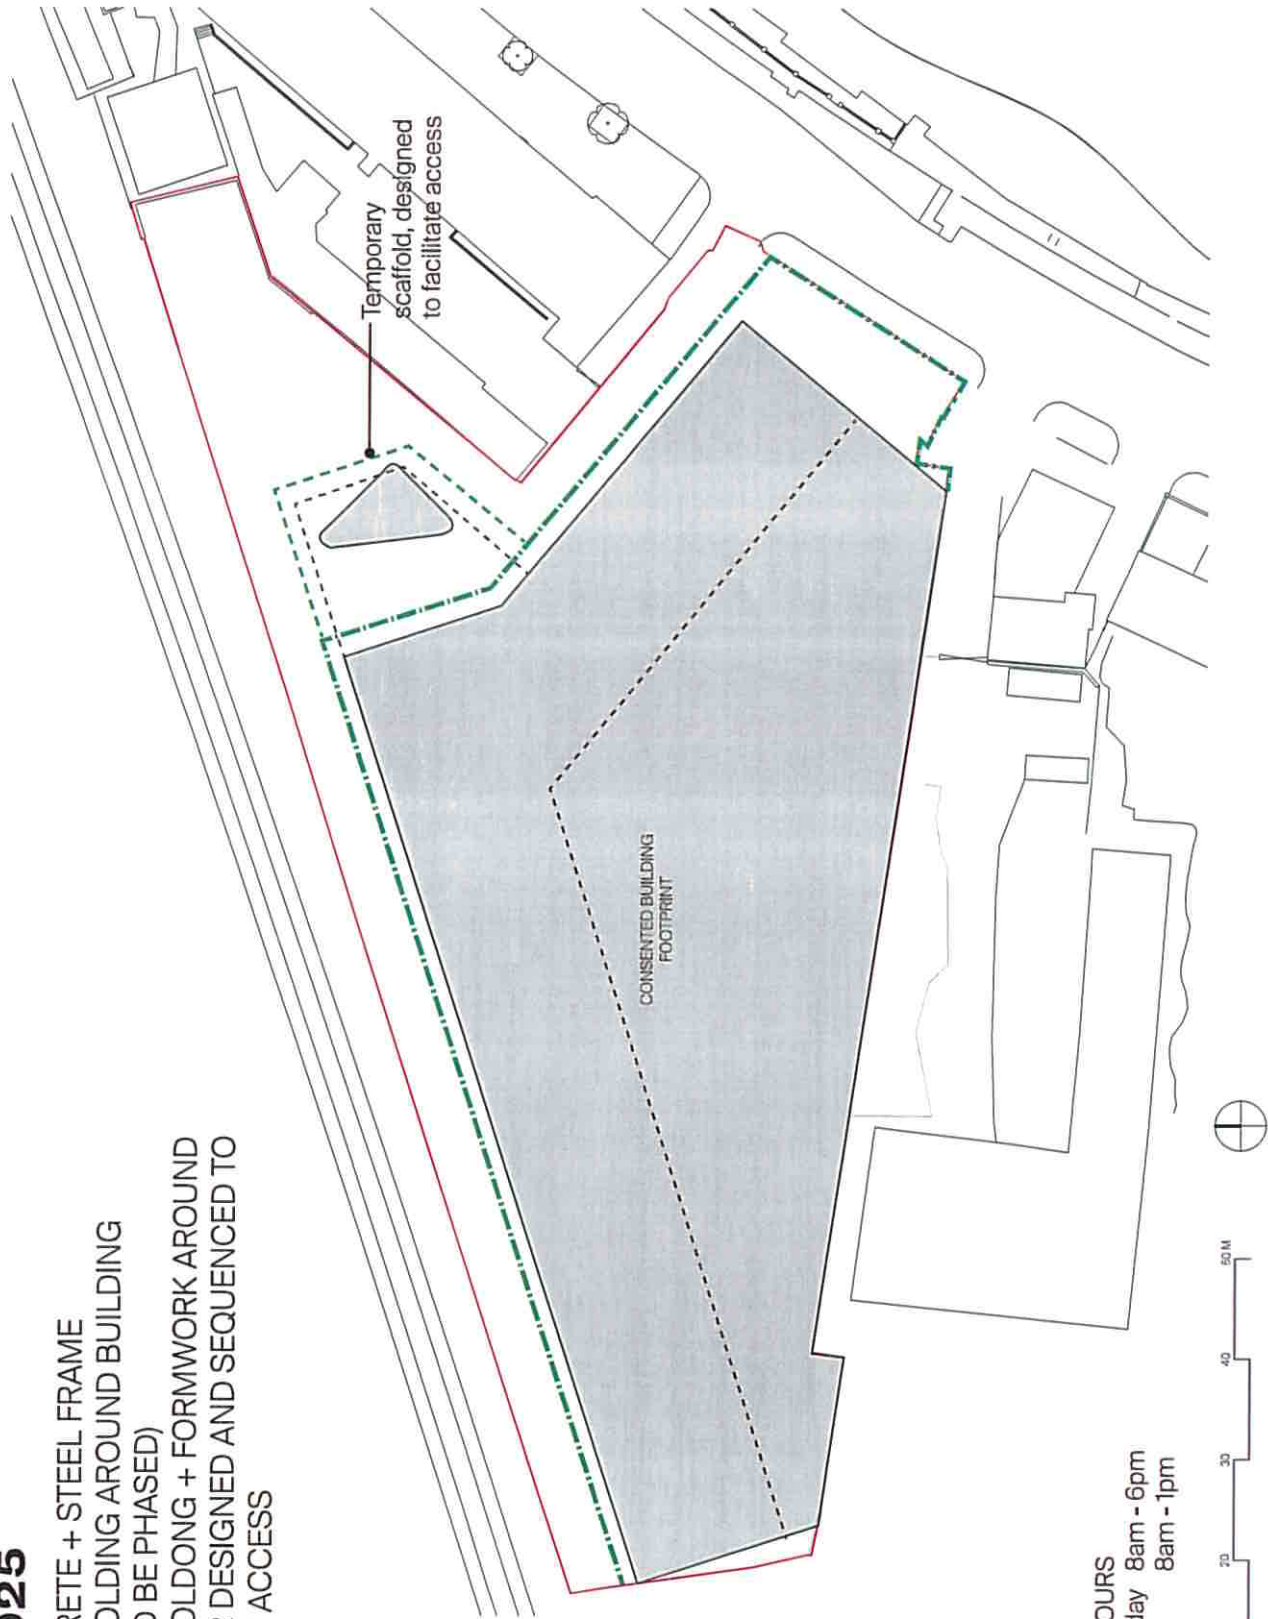 025
RETE + STEEL FRAME
OLDING AROUND BUILDING
O BE PHASED)
OLDONG + FORMWORK AROUND
R DESIGNED AND SEQUENCED TO
ACCESS
Temporary
scaffold, designed
to facilitate access
CONSENTED BUILDING
FOOTPRINT
OURS
day 8am - 6pm
8am - 1pm
20 30 40 50 M